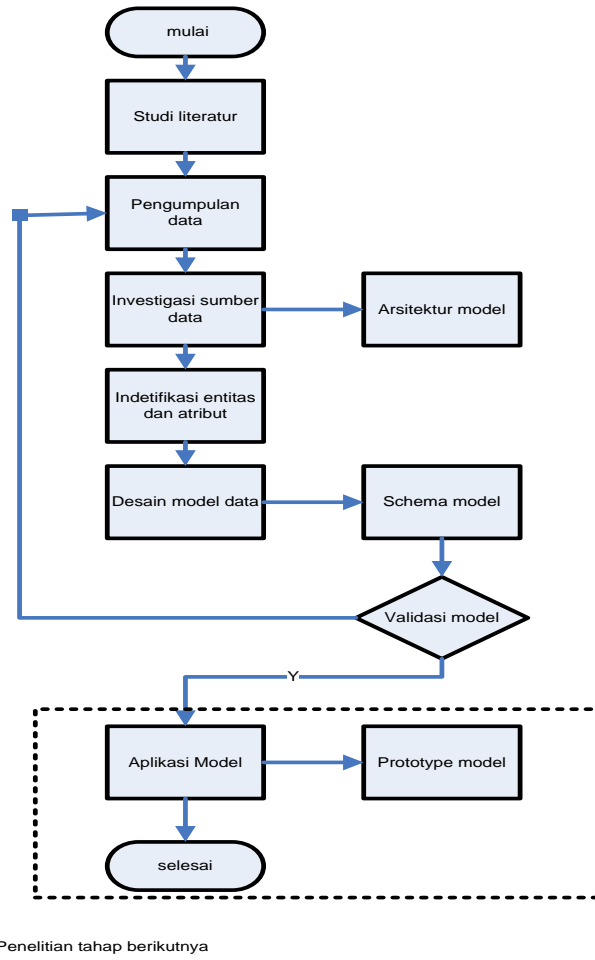 mulai
Studi literatur
Pengumpulan
data
Investigasi sumber
data
Arsitektur model
Indetifikasi entitas
dan atribut
Desain model data
Schema model
Validasi model
Y
Aplikasi Model
Prototype model
selesai
Penelitian tahap berikutnya